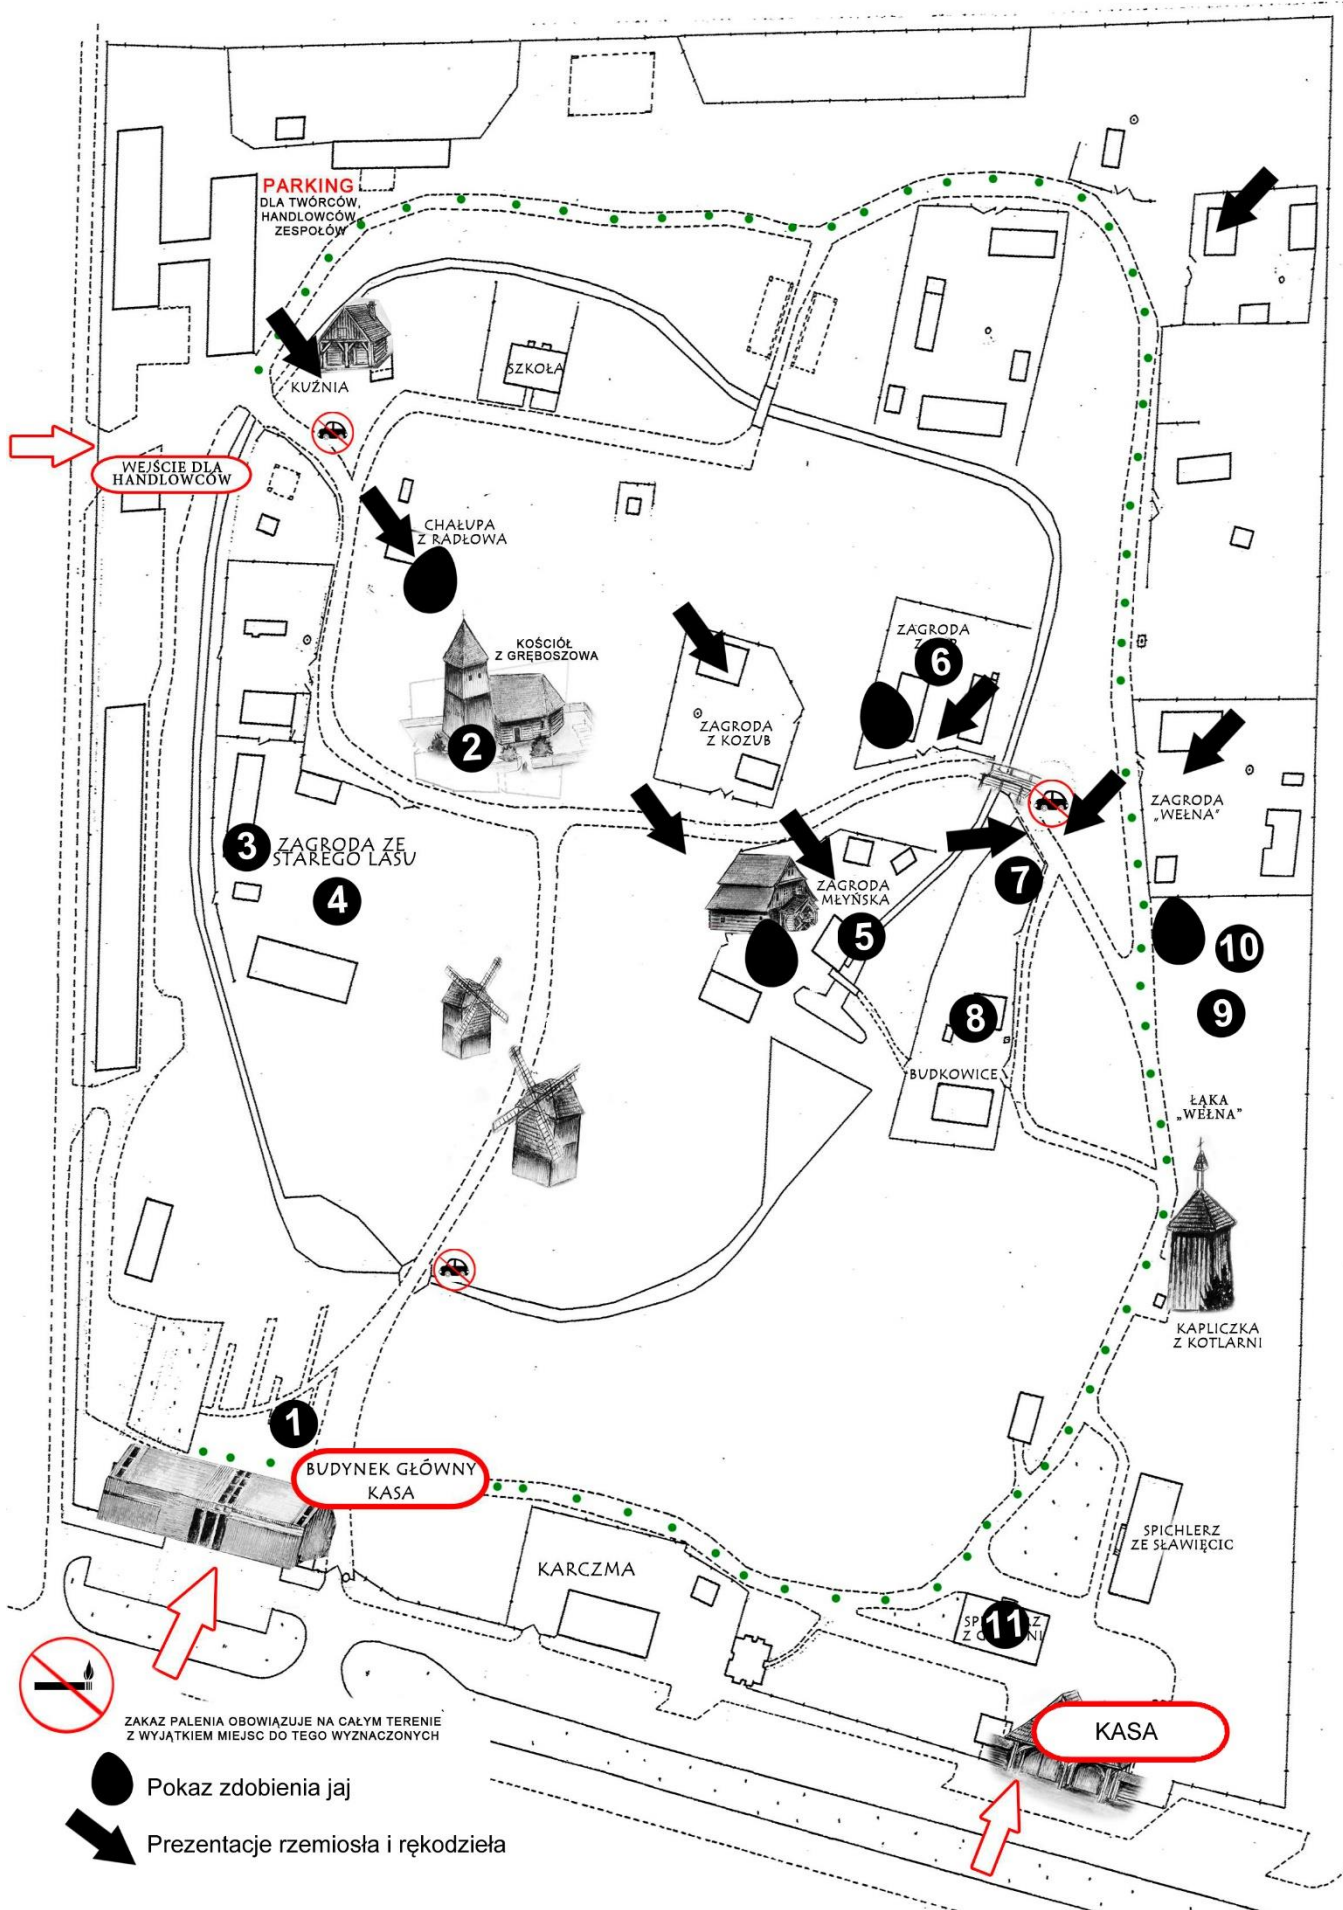 PARKING
DLA TWÓRCÓW,
HANDLOWCÓW,
ZESPOŁÓW
KUŹNIA
SZKOŁA
WEJŚCIE DLA
HANDLOWCÓW
CHAŁUPA
Z RADŁOWA
KOŚCIÓŁ
Z GRĘBOSZOWA
2
ZAGRODA
Z KOZUB
ZAGRODA
6
ZAGRODA
„WEŁNA”
3
ZAGRODA ZE
STAREGO LASU
4
ZAGRODA
MŁYŃSKA
5
7
10
9
8
BUDKOWICE
ŁĄKA
„WEŁNA”
KAPLICZKA
Z KOTLARNI
1
BUDYNEK GŁÓWNY
KASA
KARCZMA
SPICHLERZ
ZE SŁAWIĘCIC
11
KASA
ZAKAZ PALENIA OBOWIĄZUJE NA CAŁYM TERENIE
Z WYJĄTKIEM MIEJSC DO TEGO WYZNACZONYCH
Pokaz zdobienia jaj
Prezentacje rzemiosła i rękodzieła